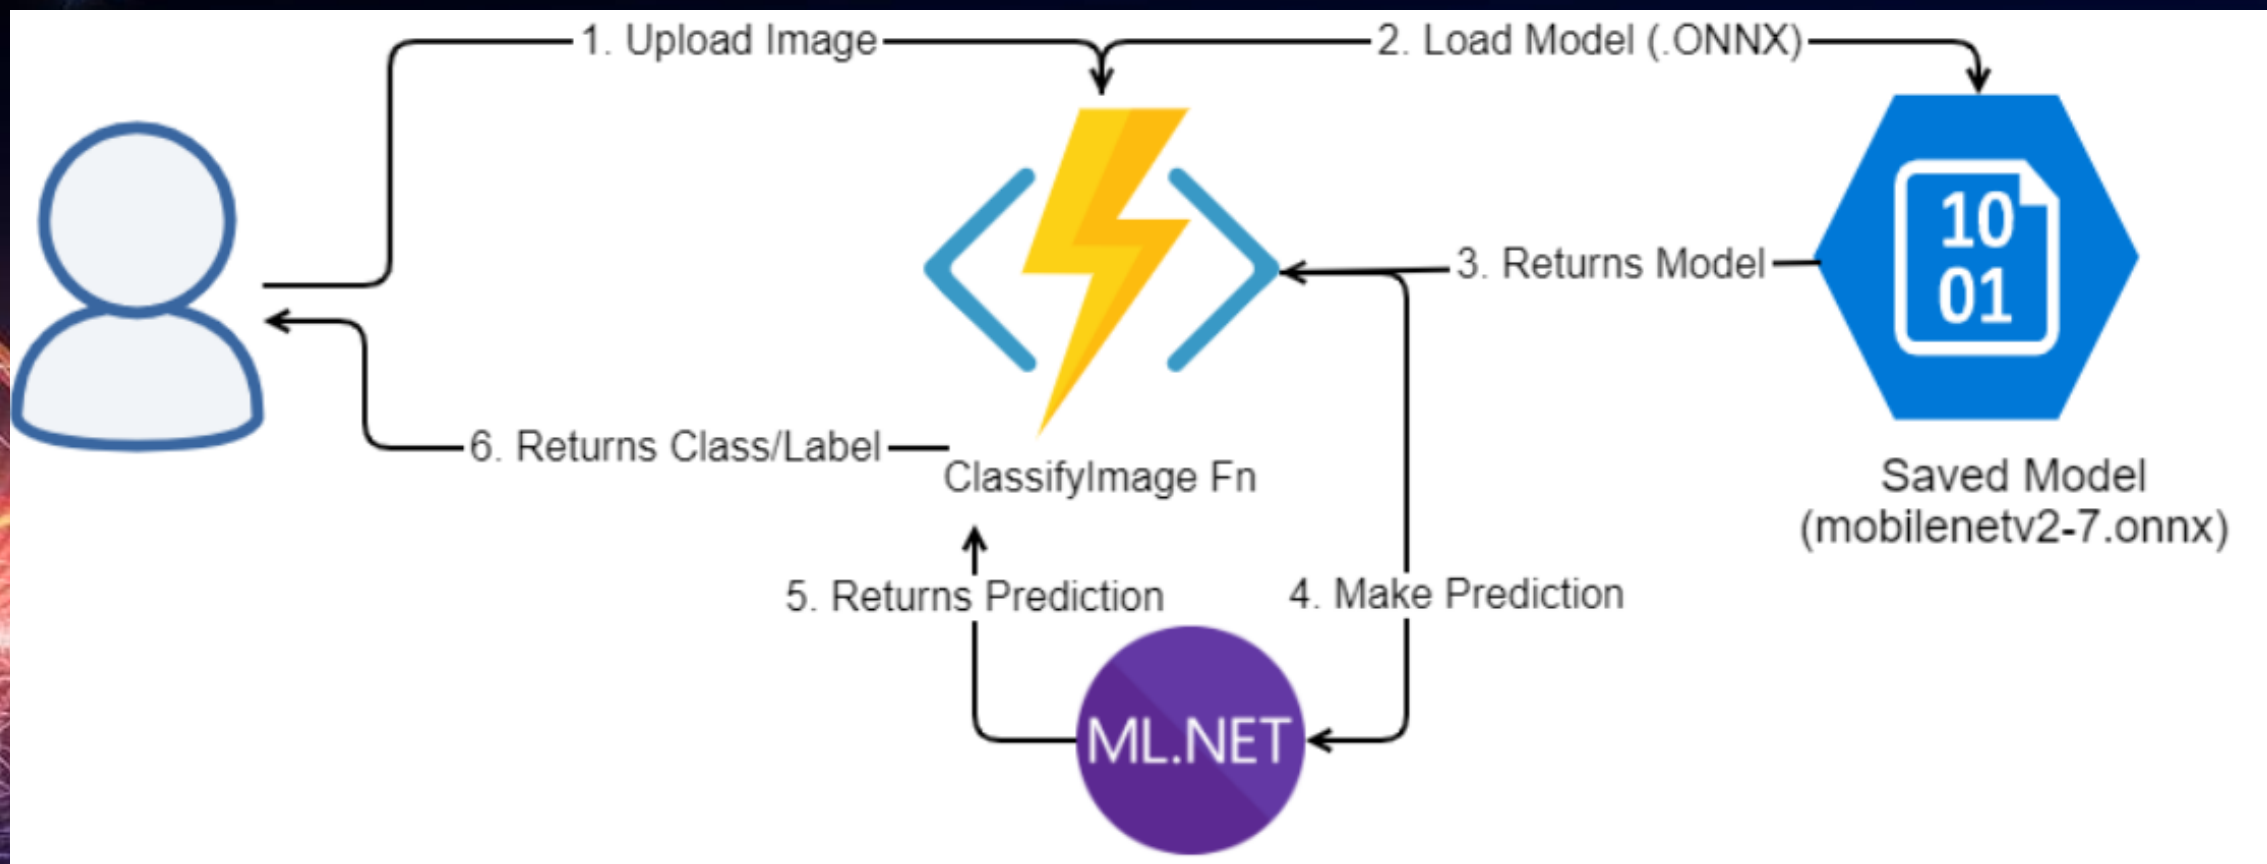 1. Upload Image
2. Load Model (.ONNX)
10
01
3. Returns Model
6. Returns Class/Label
ClassifyImage Fn
Saved Model
(mobilenetv2-7.onnx)
5. Returns Prediction
4. Make Prediction
ML.NET